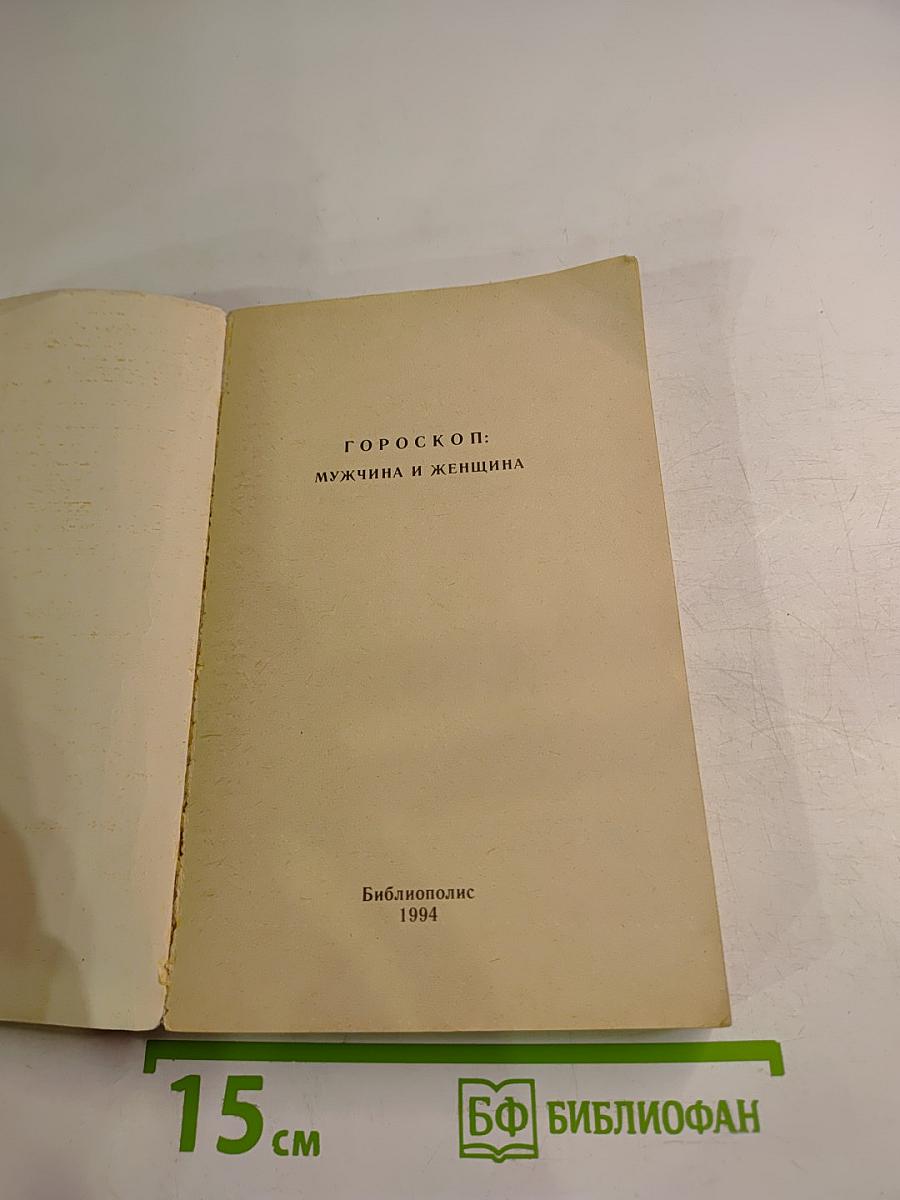 ГОРОСКОП:
МУЖЧИНА И ЖЕНЩИНА
Библиополис
1994
15 см
БФ БИБЛИОФАН